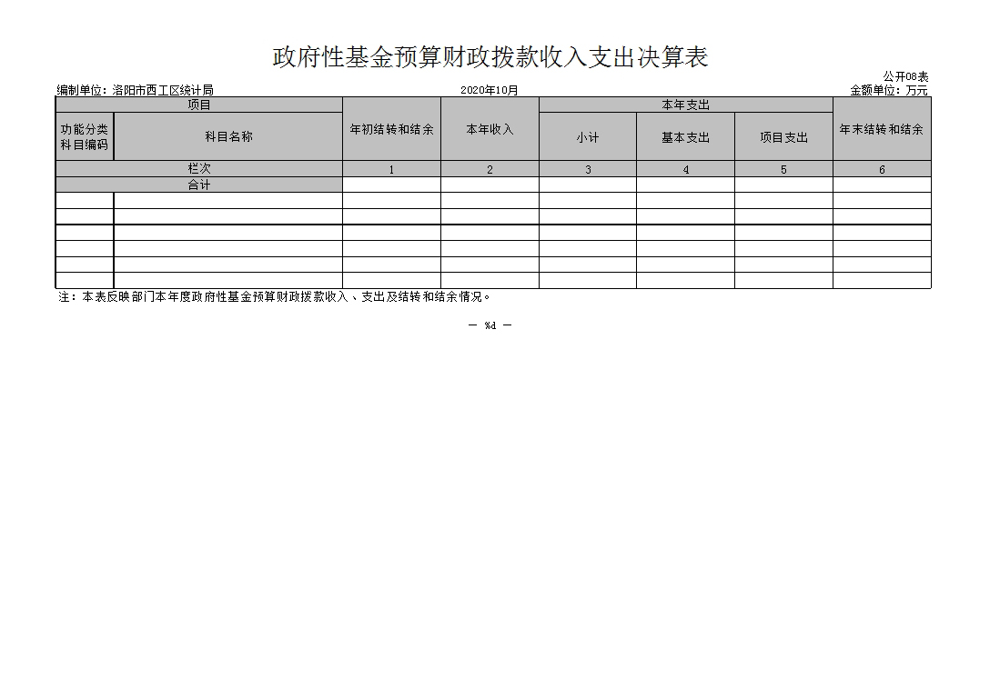 政府性基金预算财政拨款收入支出决算表
公开08表
编制单位：洛阳市西工区统计局 2020年10月 金额单位：万元
项目 年初结转和结余 本年收入 本年支出 年末结转和结余
功能分类科目编码 科目名称 小计 基本支出 项目支出
栏次 1 2 3 4 5 6
合计
注：本表反映部门本年度政府性基金预算财政拨款收入、支出及结转和结余情况。
— %d —